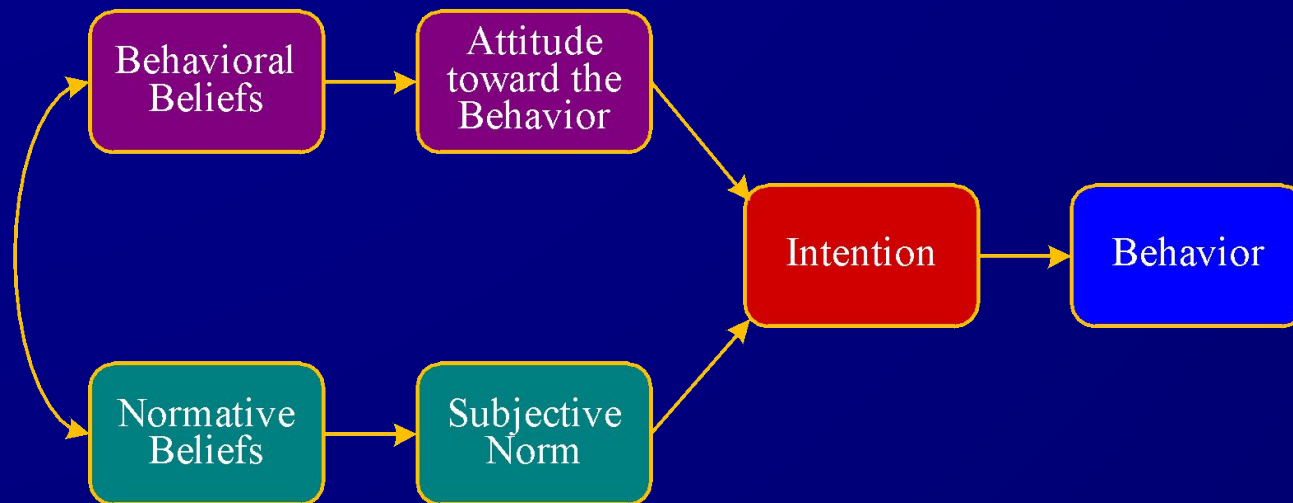 Behavioral
Beliefs
Attitude
toward the
Behavior
Intention
Behavior
Normative
Beliefs
Subjective
Norm